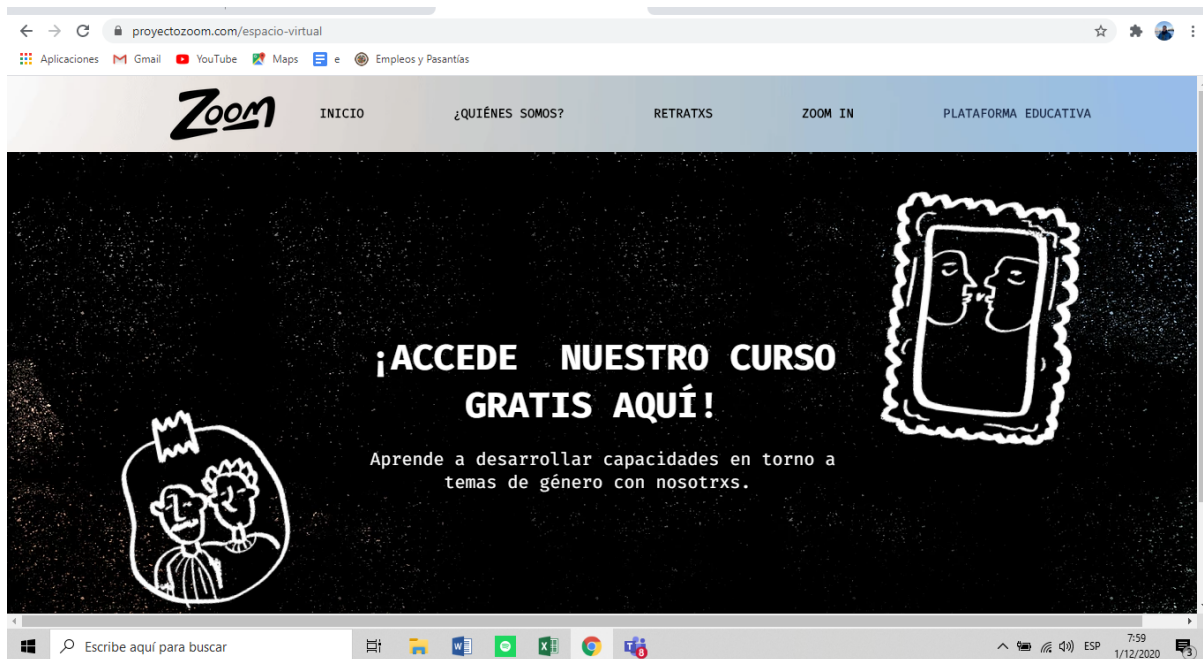 proyectozoom.com/espacio-virtual
Aplicaciones Gmail YouTube Maps e Empleos y Pasantías
Zoom INICIO ¿QUIÉNES SOMOS? RETRATXS ZOOM IN PLATAFORMA EDUCATIVA
¡ACCEDE NUESTRO CURSO
GRATIS AQUÍ!
Aprende a desarrollar capacidades en torno a
temas de género con nosotrxs.
Escribe aquí para buscar
8
ESP
7:59
1/12/2020
3